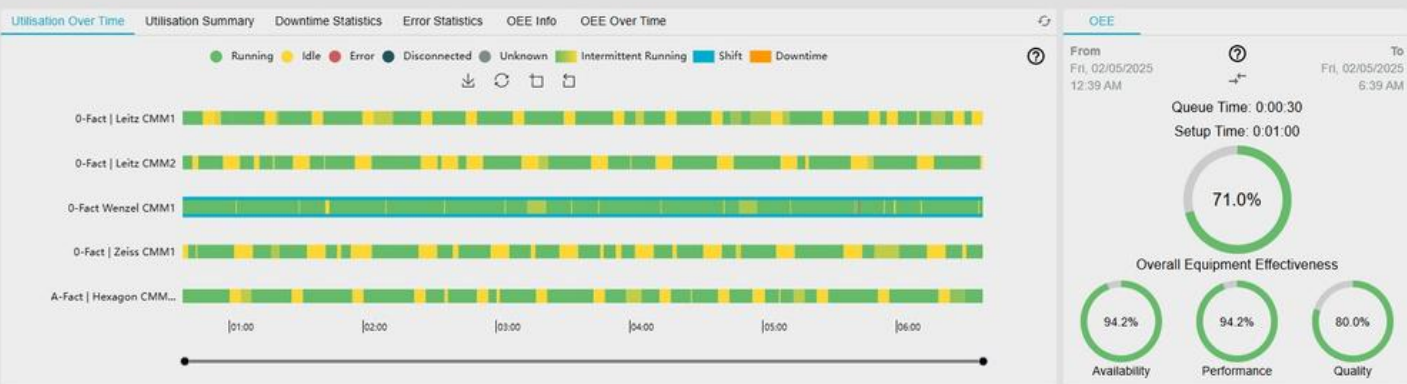 Utilisation Over Time Utilisation Summary Downtime Statistics Error Statistics OEE Info OEE Over Time
Running Idle Error Disconnected Unknown Intermittent Running Shift Downtime
0-Fact | Leitz CMM1
0-Fact | Leitz CMM2
0-Fact Wenzel CMM1
0-Fact | Zeiss CMM1
A-Fact | Hexagon CMM...
01:00 02:00 03:00 04:00 05:00 06:00
OEE
From To
Fri, 02/05/2025 Fri, 02/05/2025
12:39 AM 6:39 AM
Queue Time: 0:00:30
Setup Time: 0:01:00
71.0%
Overall Equipment Effectiveness
94.2% 94.2% 80.0%
Availability Performance Quality